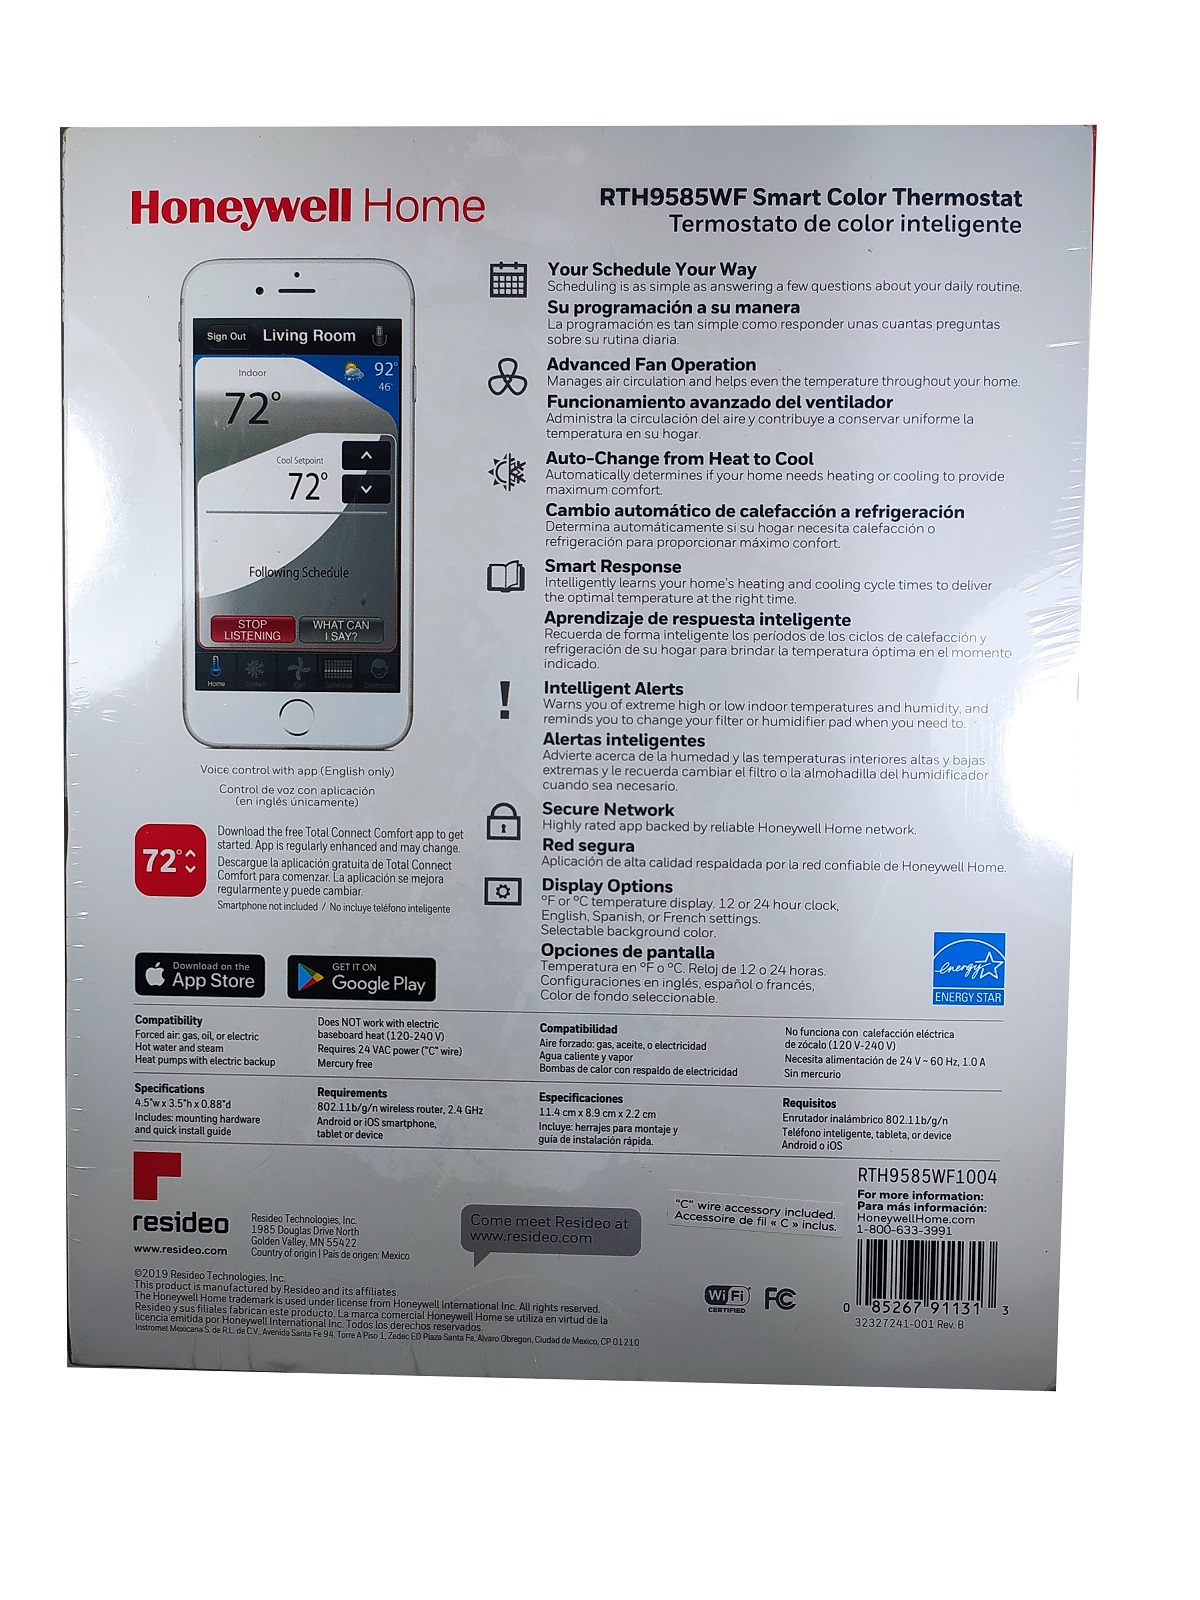 Honeywell Home
RTH9585WF Smart Color Thermostat
Termostato de color inteligente
Sign Out
Living Room
Indoor
72°
92°
46°
Cool Setpoint
72°
Following Schedule
STOP
LISTENING
WHAT CAN
I SAY?
Home
System
Fan
Voice control with app (English only)
Control de voz con aplicación
(en inglés únicamente)
72°
Download the free Total Connect Comfort app to get
started. App is regularly enhanced and may change.
Descargue la aplicación gratuita de Total Connect
Comfort para comenzar. La aplicación se mejora
regularmente y puede cambiar.
Smartphone not included / No incluye teléfono inteligente
Download on the
App Store
GET IT ON
Google Play
Your Schedule Your Way
Scheduling is as simple as answering a few questions about your daily routine.
Su programación a su manera
La programación es tan simple como responder unas cuantas preguntas
sobre su rutina diaria.
Advanced Fan Operation
Manages air circulation and helps even the temperature throughout your home.
Funcionamiento avanzado del ventilador
Administra la circulación del aire y contribuye a conservar uniforme la
temperatura en su hogar.
Auto-Change from Heat to Cool
Automatically determines if your home needs heating or cooling to provide
maximum comfort.
Cambio automático de calefacción a refrigeración
Determina automáticamente si su hogar necesita calefacción o
refrigeración para proporcionar máximo confort.
Smart Response
Intelligently learns your home's heating and cooling cycle times to deliver
the optimal temperature at the right time.
Aprendizaje de respuesta inteligente
Recuerda de forma inteligente los períodos de los ciclos de calefacción y
refrigeración de su hogar para brindar la temperatura óptima en el momento
indicado.
Intelligent Alerts
Warns you of extreme high or low indoor temperatures and humidity, and
reminds you to change your filter or humidifier pad when you need to.
Alertas inteligentes
Advierte acerca de la humedad y las temperaturas interiores altas y bajas
extremas y le recuerda cambiar el filtro o la almohadilla del humidificador
cuando sea necesario.
Secure Network
Highly rated app backed by reliable Honeywell Home network.
Red segura
Aplicación de alta calidad respaldada por la red confiable de Honeywell Home.
Display Options
ºF or ºC temperature display. 12 or 24 hour clock,
English, Spanish, or French settings.
Selectable background color.
Opciones de pantalla
Temperatura en ºF o ºC. Reloj de 12 o 24 horas.
Configuraciones en inglés, español o francés,
Color de fondo seleccionable.
energy
ENERGY STAR
Compatibility
Forced air: gas, oil, or electric
Hot water and steam
Heat pumps with electric backup
Does NOT work with electric
baseboard heat (120-240 V)
Requires 24 VAC power ("C" wire)
Mercury free
Compatibilidad
Aire forzado: gas, aceite, o electricidad
Agua caliente y vapor
Bombas de calor con respaldo de electricidad
No funciona con calefacción eléctrica
de zócalo (120 V-240 V)
Necesita alimentación de 24 V ~ 60 Hz, 1.0 A
Sin mercurio
Specifications
4.5"w x 3.5"h x 0.88"d
Includes: mounting hardware
and quick install guide
Requirements
802.11b/g/n wireless router, 2.4 GHz
Android or iOS smartphone,
tablet or device
Especificaciones
11.4 cm x 8.9 cm x 2.2 cm
Incluye: herrajes para montaje y
guía de instalación rápida.
Requisitos
Enrutador inalámbrico 802.11b/g/n
Teléfono inteligente, tableta, or device
Android o iOS
resideo
www.resideo.com
Resideo Technologies, Inc.
1985 Douglas Drive North
Golden Valley, MN 55422
Country of origin | País de origen: Mexico
Come meet Resideo at
www.resideo.com
"C" wire accessory included.
Accessoire de fil « C » inclus.
RTH9585WF1004
For more information:
Para más información:
HoneywellHome.com
1-800-633-3991
0 85267 91131 3
32327241-001 Rev. B
Wi Fi
CERTIFIED
FC
©2019 Resideo Technologies, Inc.
This product is manufactured by Resideo and its affiliates.
The Honeywell Home trademark is used under license from Honeywell International Inc. All rights reserved.
Resideo y sus filiales fabrican este producto. La marca comercial Honeywell Home se utiliza en virtud de la
licencia emitida por Honeywell International Inc. Todos los derechos reservados.
Instromet Mexicana S. de R.L. de C.V., Avenida Santa Fe 94, Torre A Piso 1, Zedec ED Plaza Santa Fe, Alvaro Obregon, Ciudad de Mexico, CP 01210